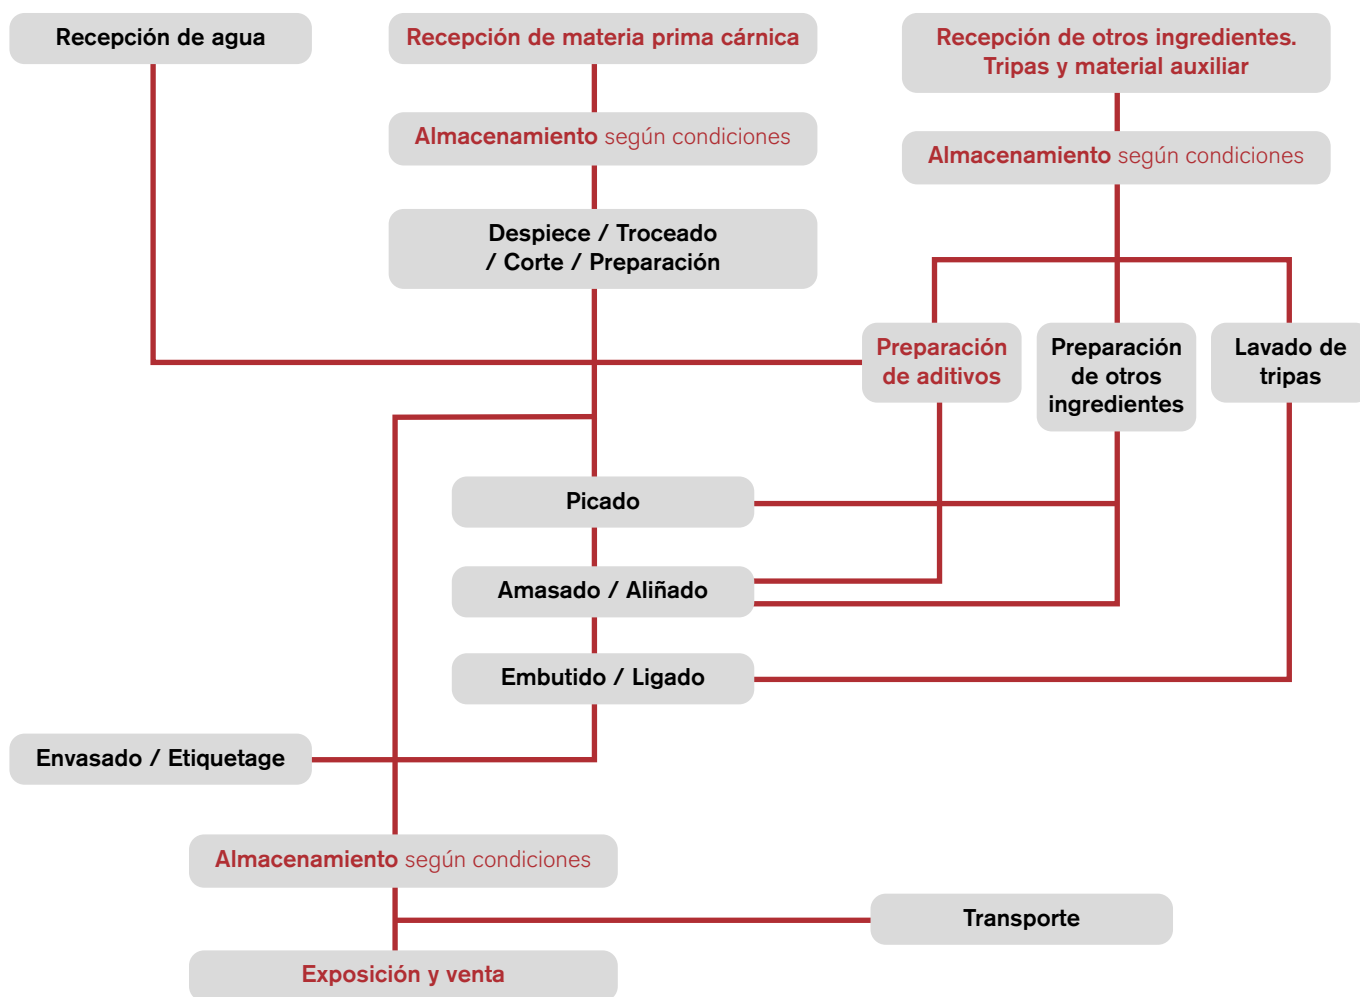 Recepción de agua
Recepción de materia prima cárnica
Recepción de otros ingredientes.
Tripas y material auxiliar
Almacenamiento según condiciones
Almacenamiento según condiciones
Despiece / Troceado
/ Corte / Preparación
Preparación
de aditivos
Preparación
de otros
ingredientes
Lavado de
tripas
Picado
Amasado / Aliñado
Embutido / Ligado
Envasado / Etiquetage
Almacenamiento según condiciones
Transporte
Exposición y venta